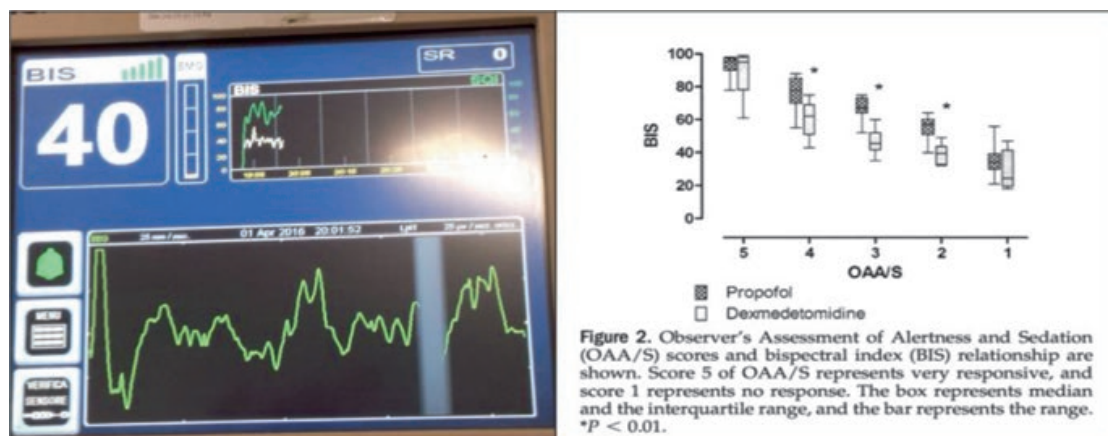 BIS
40
EMG
SR 0
BIS
SQI
01 Apr 2016 20:01:52
MENU
VERIFICA
SENSORE
100
80
60
40
20
0
BIS
*
*
*
5 4 3 2 1
OAA/S
Propofol
Dexmedetomidine
Figure 2. Observer's Assessment of Alertness and Sedation
(OAA/S) scores and bispectral index (BIS) relationship are
shown. Score 5 of OAA/S represents very responsive, and
score 1 represents no response. The box represents median
and the interquartile range, and the bar represents the range.
*P < 0.01.